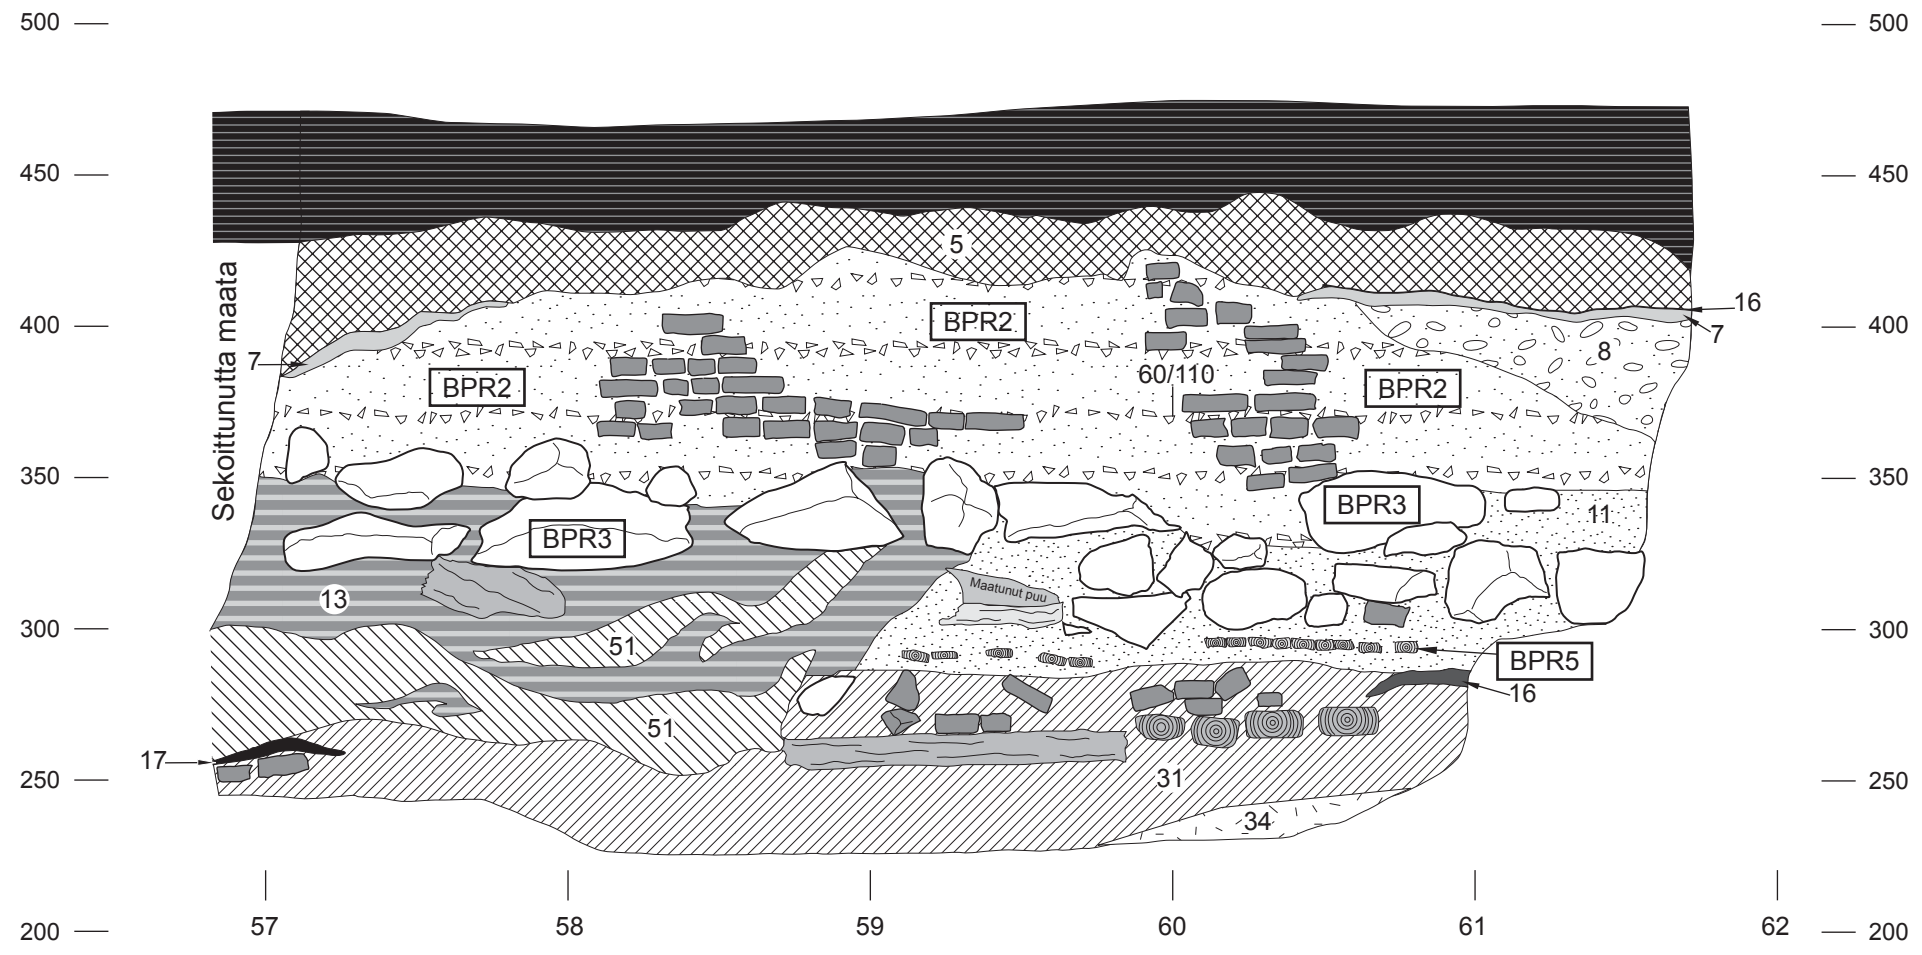 500 500
450 450
5
Sekoittunutta maata
16
400 BPR2 400
7
7 8
60/110
BPR2 BPR2
350 350
BPR3 11
BPR3
Maatunut puu
13
300 300
51
BPR5
16
51
17
250 31 250
34
57 58 59 60 61 62
200 200